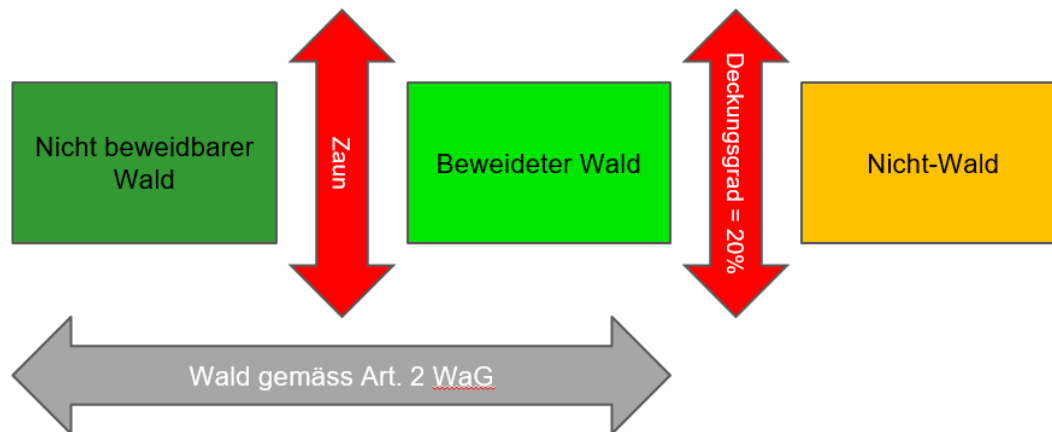 Nicht beweidbarer
Wald
Zaun
Beweideter Wald
Deckungsgrad = 20%
Nicht-Wald
Wald gemäss Art. 2 WaG